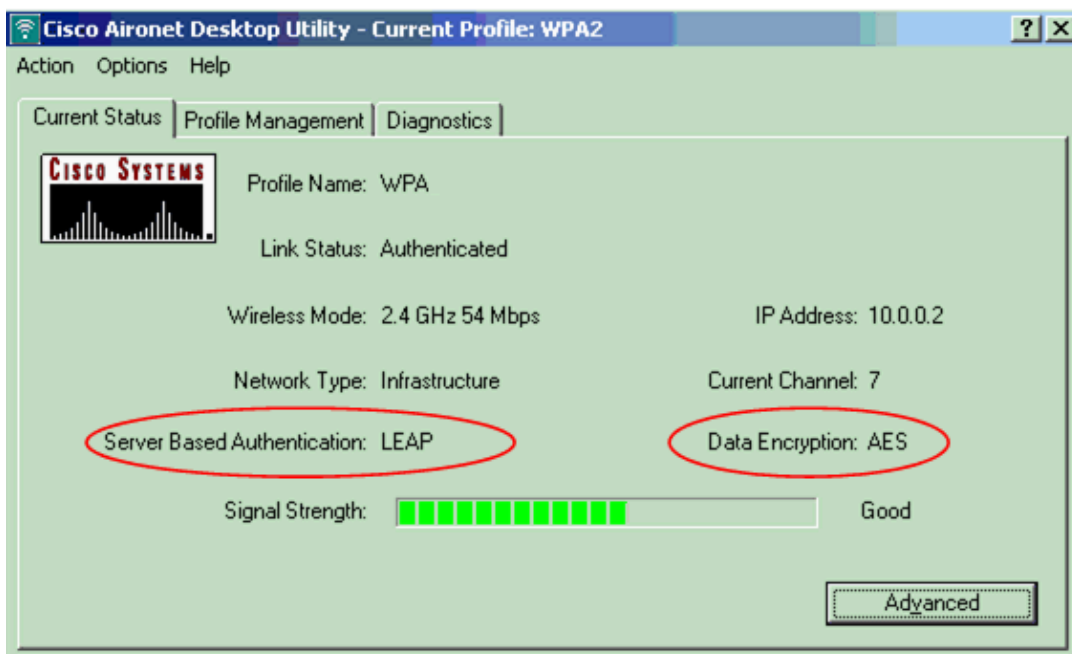 Cisco Aironet Desktop Utility - Current Profile: WPA2
? X
Action Options Help
Current Status Profile Management Diagnostics
CISCO SYSTEMS
Profile Name: WPA
Link Status: Authenticated
Wireless Mode: 2.4 GHz 54 Mbps IP Address: 10.0.0.2
Network Type: Infrastructure Current Channel: 7
Server Based Authentication: LEAP Data Encryption: AES
Signal Strength: Good
Advanced